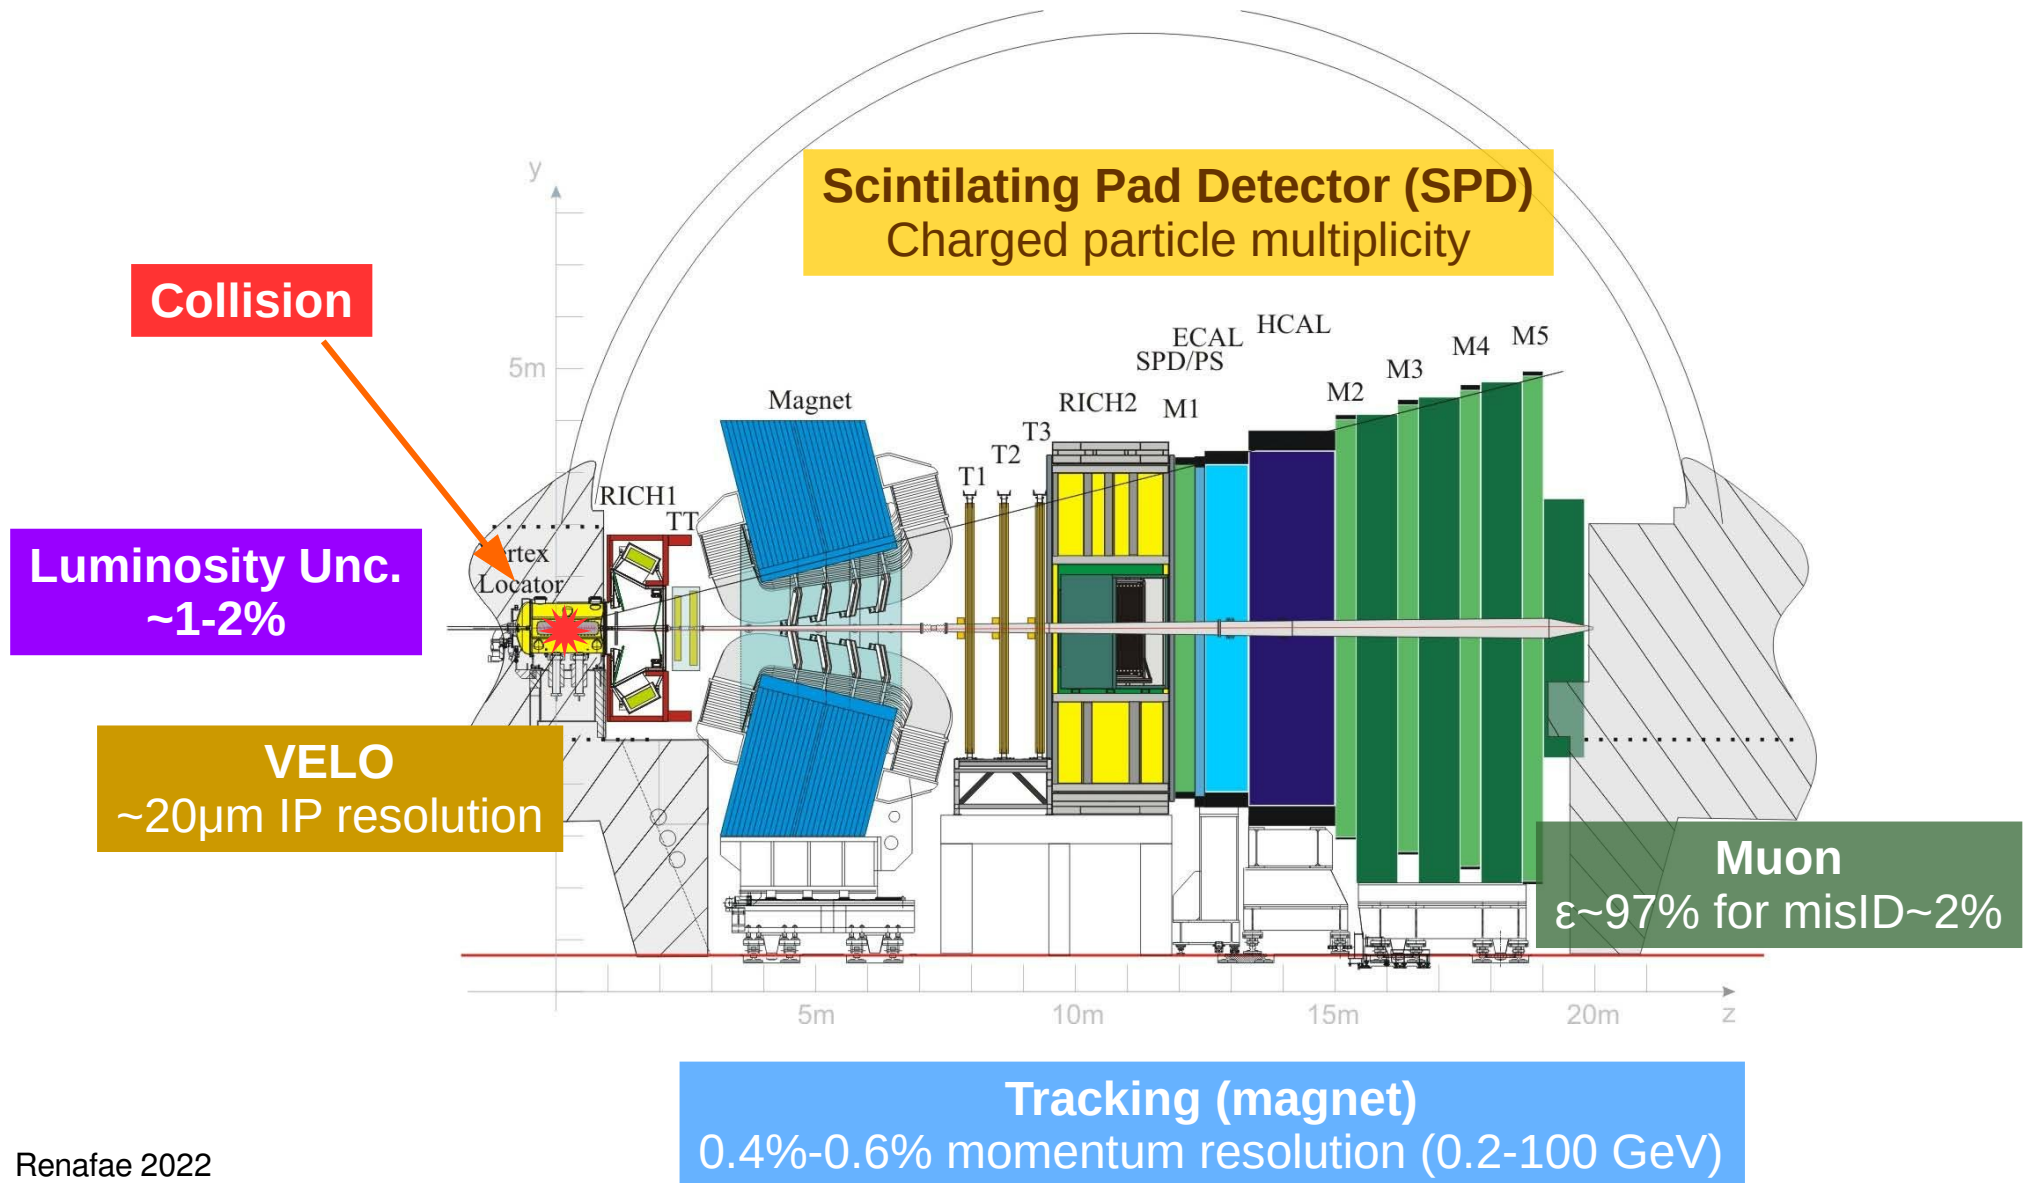 y
Scintilating Pad Detector (SPD)
Charged particle multiplicity
Collision
HCAL
ECAL
SPD/PS
M5
M4
M3
M2
M1
5m
Magnet
RICH2
T3
T2
T1
RICH1
TT
rtex
Locator
Luminosity Unc.
~1-2%
VELO
~20μm IP resolution
Muon
ε~97% for misID~2%
5m
10m
15m
20m
z
Tracking (magnet)
0.4%-0.6% momentum resolution (0.2-100 GeV)
Renafae 2022